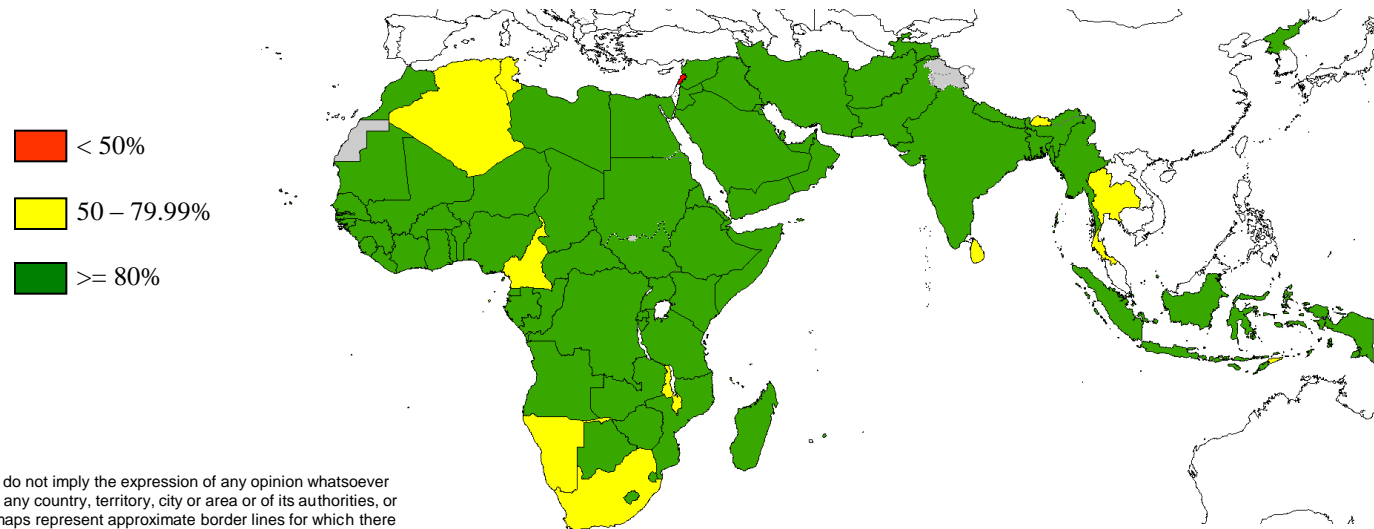 < 50%
50 – 79.99%
>= 80%
do not imply the expression of any opinion whatsoever
any country, territory, city or area or of its authorities, or
maps represent approximate border lines for which there